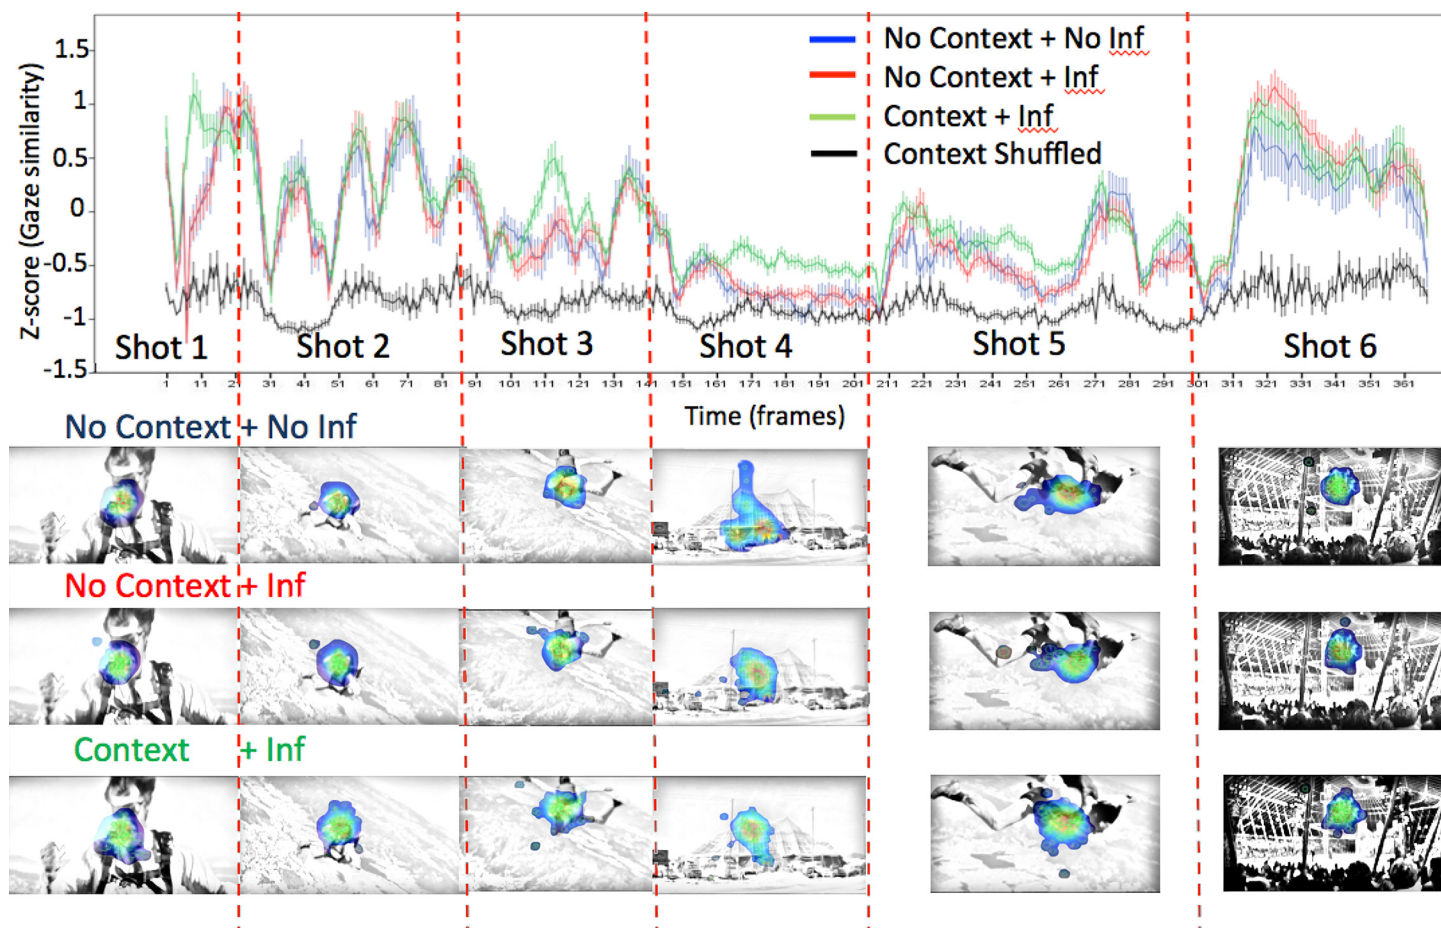 Z-score (Gaze similarity)
1.5
1
0.5
0
-0.5
-1
-1.5
No Context + No Inf
No Context + Inf
Context + Inf
Context Shuffled
Shot 1 Shot 2 Shot 3 Shot 4 Shot 5 Shot 6
1 11 21 31 41 51 61 71 81 91 101 111 121 131 141 151 161 171 181 191 201 211 221 231 241 251 261 271 281 291 301 311 321 331 341 351 361
Time (frames)
No Context + No Inf
No Context + Inf
Context + Inf